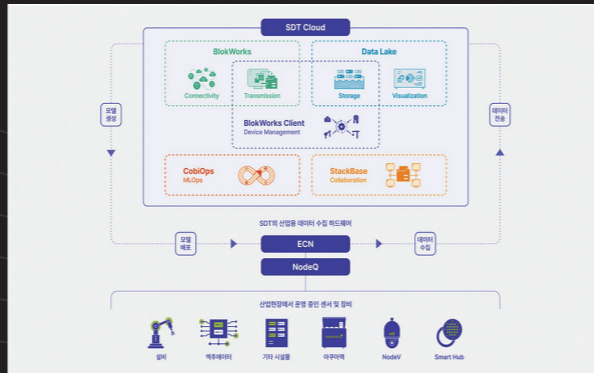 SDT Cloud
BlokWorks
Connectivity
Transmission
Data Lake
Storage
Visualization
BlokWorks Client
Device Management
CobiOps
MLOps
StackBase
Collaboration
모델
생성
데이터
전송
SDT의 산업용 데이터 수집 하드웨어
모델
배포
ECN
데이터
수집
NodeQ
산업현장에서 운영 중인 센서 및 장비
설비
액추에이터
기타 시설물
아쿠아랙
NodeV
Smart Hub